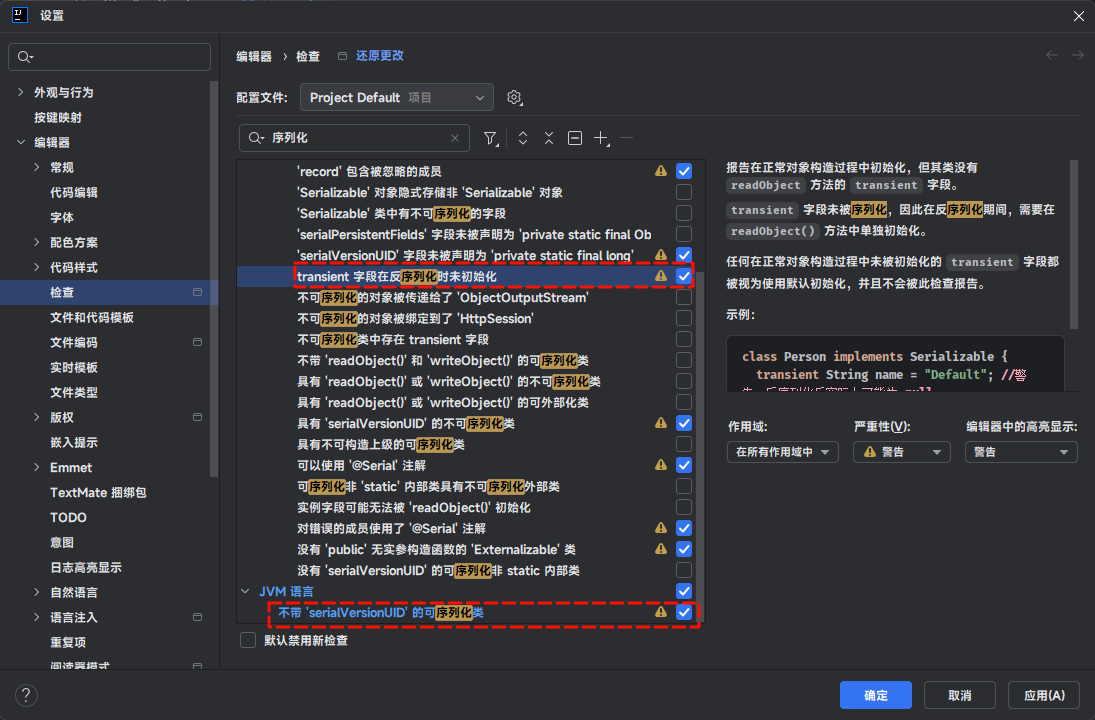 设置
编辑器 › 检查 还原更改
外观与行为
按键映射
编辑器
常规
代码编辑
字体
配色方案
代码样式
检查
文件和代码模板
文件编码
实时模板
文件类型
版权
嵌入提示
Emmet
TextMate 捆绑包
TODO
意图
日志高亮显示
自然语言
语言注入
重复项
阅读器模式
配置文件: Project Default 项目
序列化
'record' 包含被忽略的成员
'Serializable' 对象隐式存储非 'Serializable' 对象
'Serializable' 类中有不可序列化的字段
'serialPersistentFields' 字段未被声明为 'private static final Ob
'serialVersionUID' 字段未被声明为 'private static final long'
transient 字段在反序列化时未初始化
不可序列化的对象被传递给了 'ObjectOutputStream'
不可序列化的对象被绑定到了 'HttpSession'
不可序列化类中存在 transient 字段
不带 'readObject()' 和 'writeObject()' 的可序列化类
具有 'readObject()' 或 'writeObject()' 的不可序列化类
具有 'readObject()' 或 'writeObject()' 的可外部化类
具有 'serialVersionUID' 的不可序列化类
具有不可构造上级的可序列化类
可以使用 '@Serial' 注解
可序列化非 'static' 内部类具有不可序列化外部类
实例字段可能无法被 'readObject()' 初始化
对错误的成员使用了 '@Serial' 注解
没有 'public' 无实参构造函数的 'Externalizable' 类
没有 'serialVersionUID' 的可序列化非 static 内部类
JVM 语言
不带 'serialVersionUID' 的可序列化类
默认禁用新检查
报告在正常对象构造过程中初始化，但其类没有
readObject 方法的 transient 字段。
transient 字段未被序列化，因此在反序列化期间，需要在
readObject() 方法中单独初始化。
任何在正常对象构造过程中未被初始化的 transient 字段都
被视为使用默认初始化，并且不会被此检查报告。
示例：
class Person implements Serializable {
transient String name = "Default"; //警
告，反序列化后实际上可能为 null
作用域: 严重性(V): 编辑器中的高亮显示:
在所有作用域中 警告 警告
? 确定 取消 应用(A)